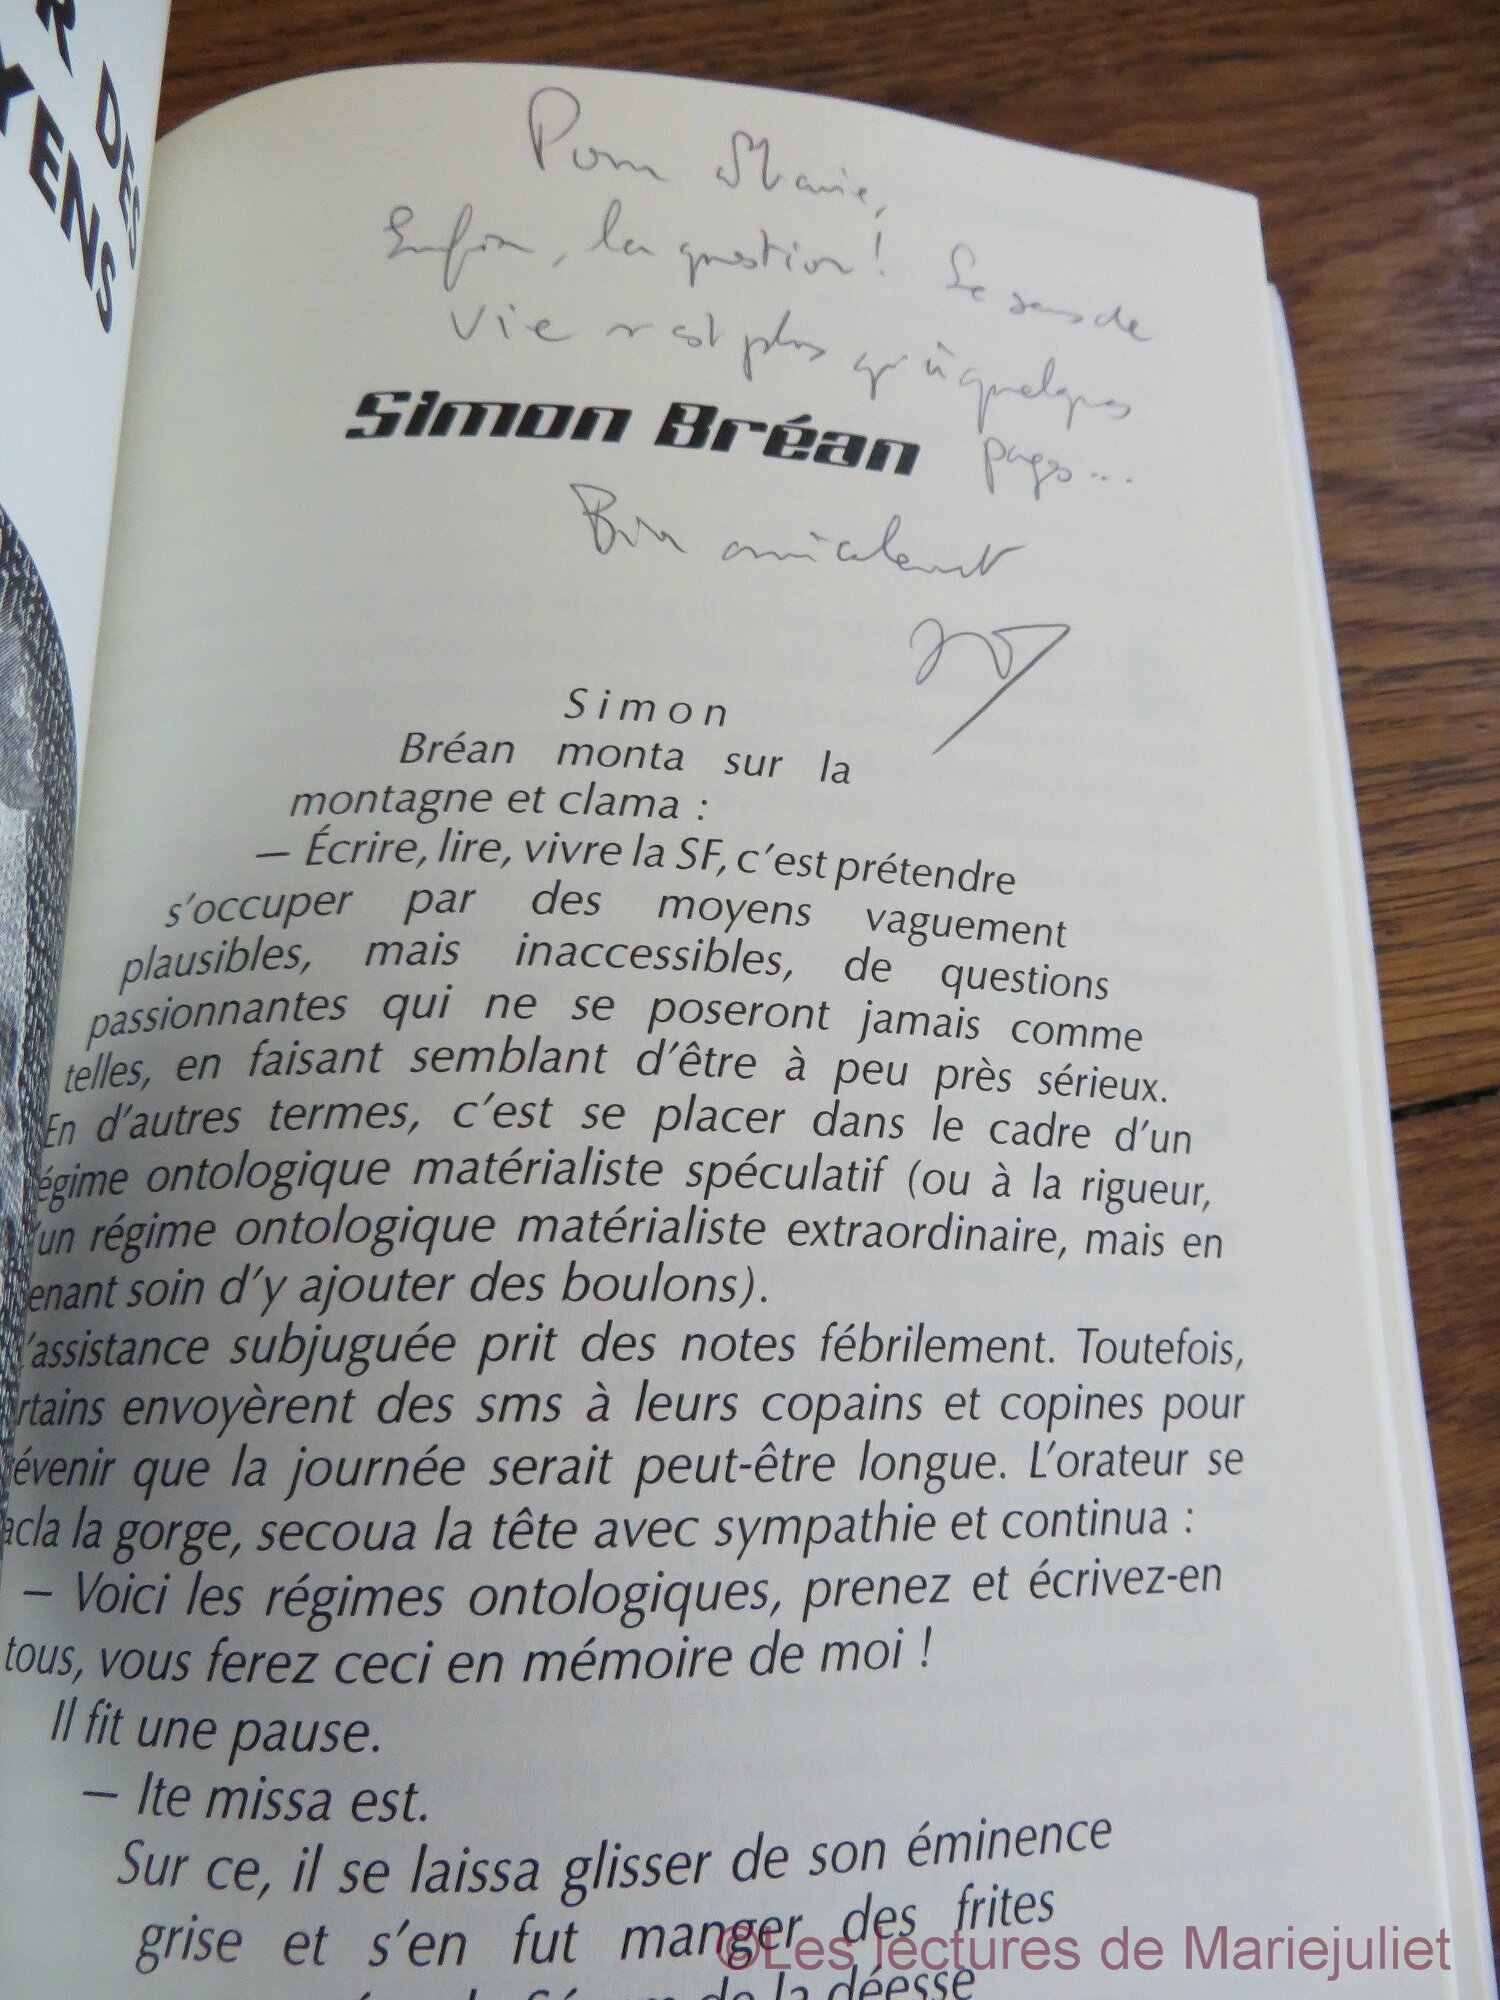 R DES
XENS
Pour Marie,
Enfin, la question ! Le sens de
vie n'est plus qu'à quelques
pages...
Simon Bréan
Bien amicalement
Simon
Bréan monta sur la
montagne et clama :
— Écrire, lire, vivre la SF, c'est prétendre
s'occuper par des moyens vaguement
plausibles, mais inaccessibles, de questions
passionnantes qui ne se poseront jamais comme
telles, en faisant semblant d'être à peu près sérieux.
En d'autres termes, c'est se placer dans le cadre d'un
égime ontologique matérialiste spéculatif (ou à la rigueur,
'un régime ontologique matérialiste extraordinaire, mais en
enant soin d'y ajouter des boulons).
L'assistance subjuguée prit des notes fébrilement. Toutefois,
rtains envoyèrent des sms à leurs copains et copines pour
évenir que la journée serait peut-être longue. L'orateur se
acla la gorge, secoua la tête avec sympathie et continua :
— Voici les régimes ontologiques, prenez et écrivez-en
tous, vous ferez ceci en mémoire de moi !
Il fit une pause.
— Ite missa est.
Sur ce, il se laissa glisser de son éminence
grise et s'en fut manger des frites
de la déesse
©Les lectures de Mariejuliet